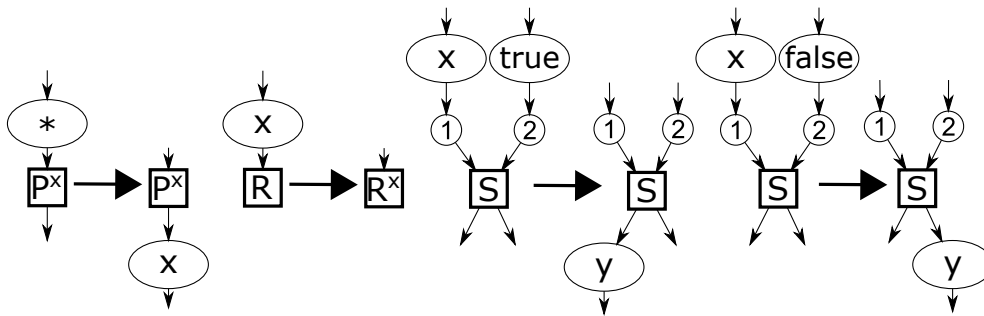 x true x false
* x
1 2 1 2 1 2 1 2
Pˣ Pˣ R Rˣ S S S S
x y y